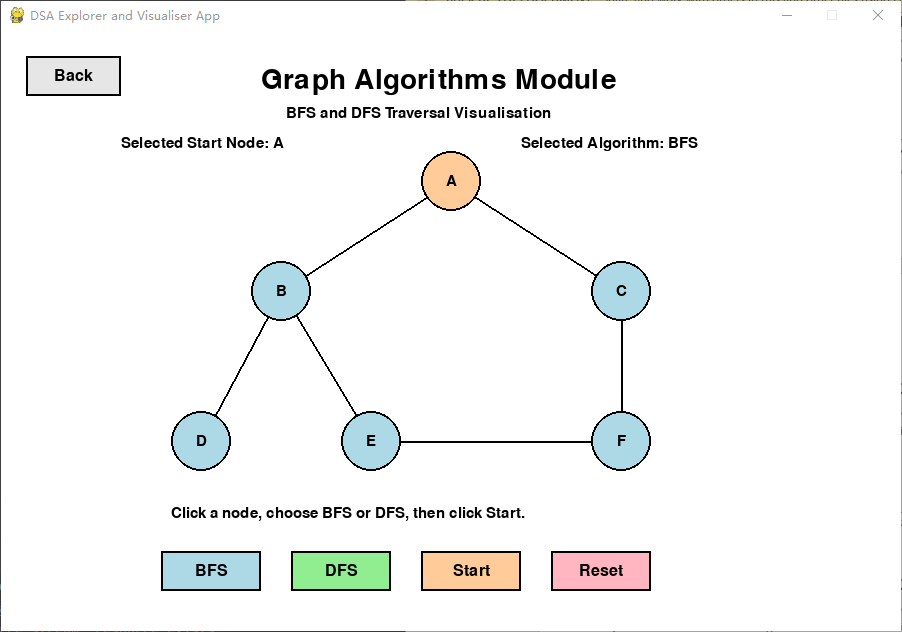 DSA Explorer and Visualiser App
Back
Graph Algorithms Module
BFS and DFS Traversal Visualisation
Selected Start Node: A
Selected Algorithm: BFS
A
B
C
D
E
F
Click a node, choose BFS or DFS, then click Start.
BFS
DFS
Start
Reset